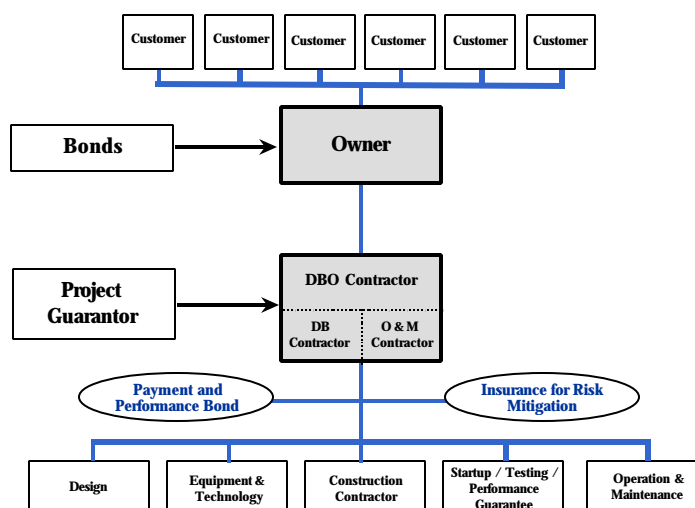 Customer Customer Customer Customer Customer Customer
Bonds
Owner
DBO Contractor
Project
Guarantor
DB
Contractor
O & M
Contractor
Payment and
Performance Bond
Insurance for Risk
Mitigation
Design
Equipment &
Technology
Construction
Contractor
Startup / Testing /
Performance
Guarantee
Operation &
Maintenance